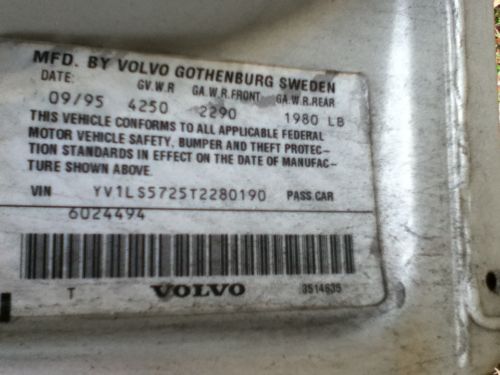 MFD. BY VOLVO GOTHENBURG SWEDEN
DATE: GV.W.R GA.W.R.FRONT GA.W.R.REAR
09/95 4250 2290 1980 LB
THIS VEHICLE CONFORMS TO ALL APPLICABLE FEDERAL
MOTOR VEHICLE SAFETY, BUMPER AND THEFT PROTEC-
TION STANDARDS IN EFFECT ON THE DATE OF MANUFAC-
TURE SHOWN ABOVE.
VIN YV1LS5725T2280190 PASS.CAR
6024494
T VOLVO 3514635